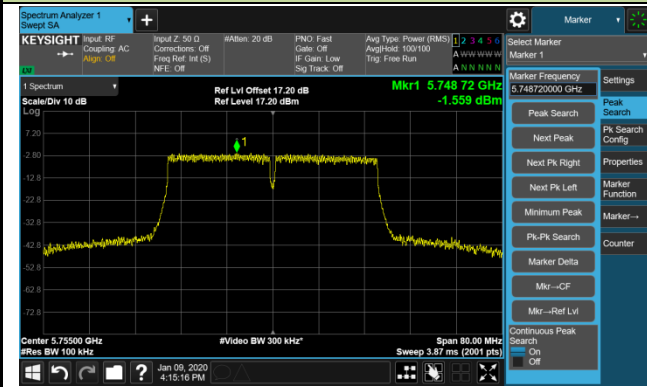 Spectrum Analyzer 1
Swept SA
Marker
KEYSIGHT
Input: RF
Coupling: AC
Align: Off
Input Z: 50 Ω
Corrections: Off
Freq Ref: Int (S)
NFE: Off
#Atten: 20 dB
PNO: Fast
Gate: Off
IF Gain: Low
Sig Track: Off
Avg Type: Power (RMS)
Avg|Hold: 100/100
Trig: Free Run
1 2 3 4 5 6
A W W W W W
A N N N N N
Select Marker
Marker 1
LXI
1 Spectrum
Scale/Div 10 dB
Ref Lvl Offset 17.20 dB
Ref Level 17.20 dBm
Mkr1 5.748 72 GHz
-1.559 dBm
Log
7.20
-2.80
-12.8
-22.8
-32.8
-42.8
-52.8
-62.8
-72.8
1
Center 5.75500 GHz
#Res BW 100 kHz
#Video BW 300 kHz*
Span 80.00 MHz
Sweep 3.87 ms (2001 pts)
Marker Frequency
5.748720000 GHz
Peak Search
Next Peak
Next Pk Right
Next Pk Left
Minimum Peak
Pk-Pk Search
Marker Delta
Mkr→CF
Mkr→Ref Lvl
Continuous Peak
Search
On
Off
Settings
Peak
Search
Pk Search
Config
Properties
Marker
Function
Marker→
Counter
Jan 09, 2020
4:15:16 PM